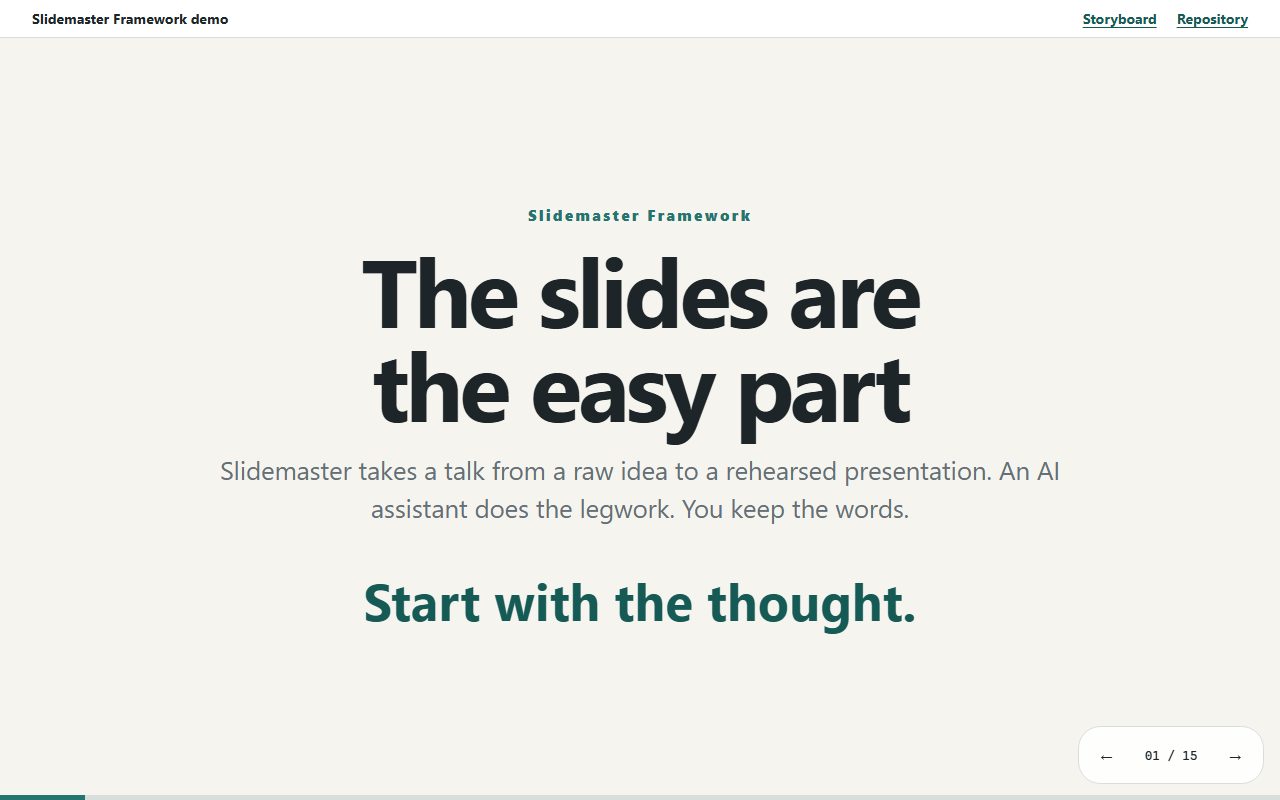 Slidemaster Framework demo
Storyboard
Repository
Slidemaster Framework
The slides are
the easy part
Slidemaster takes a talk from a raw idea to a rehearsed presentation. An AI
assistant does the legwork. You keep the words.
Start with the thought.
← 01 / 15 →